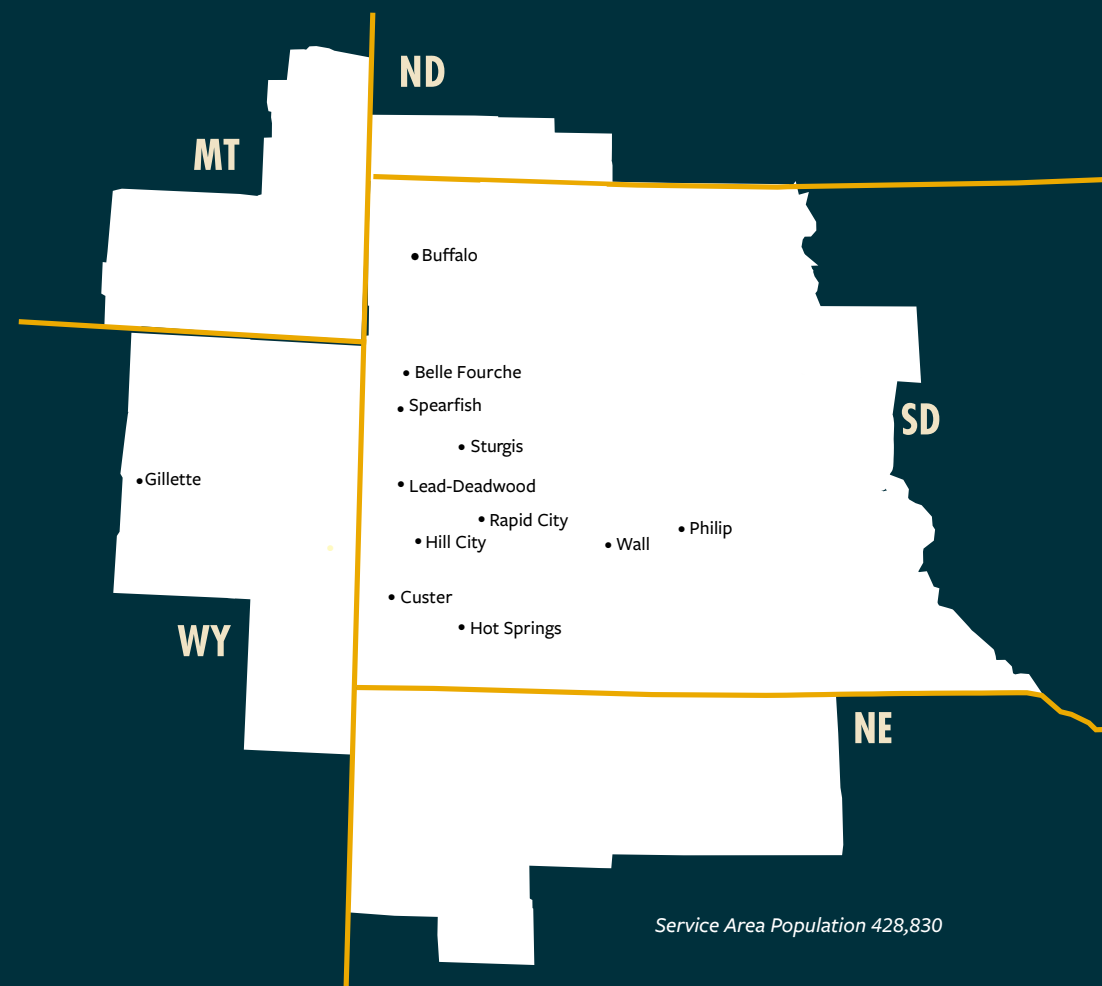 ND
MT
Buffalo
Belle Fourche
Spearfish
SD
Sturgis
Gillette
Lead-Deadwood
Rapid City
Philip
Hill City
Wall
Custer
Hot Springs
WY
NE
Service Area Population 428,830